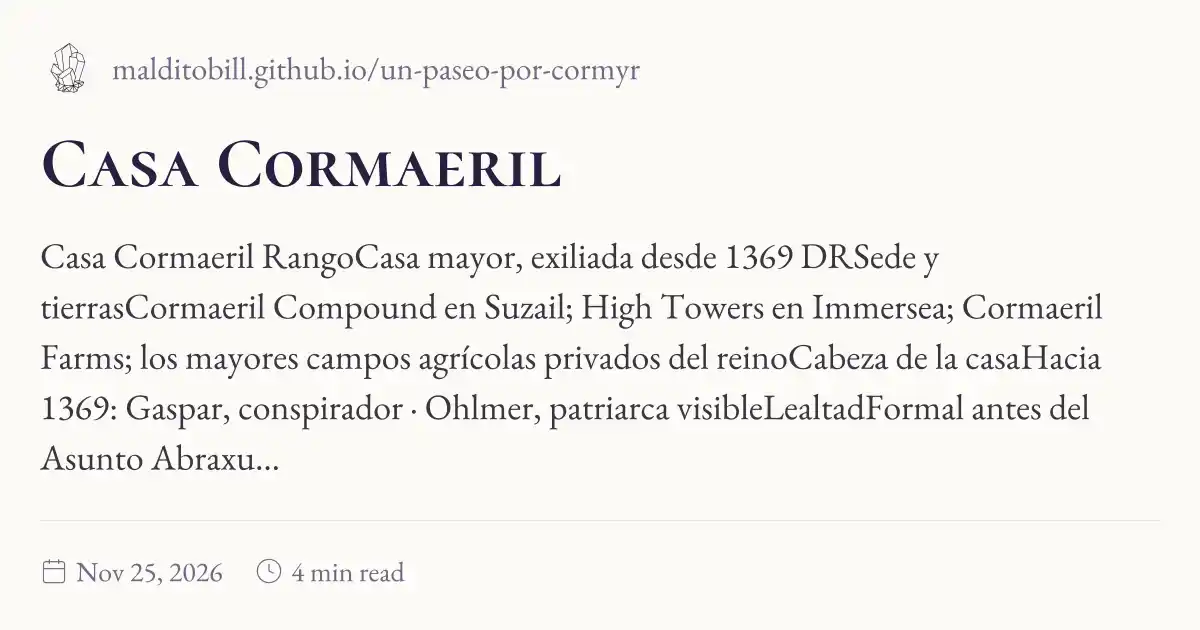 malditobill.github.io/un-paseo-por-cormyr
Casa Cormaeril
Casa Cormaeril RangoCasa mayor, exiliada desde 1369 DRSede y
tierrasCormaeril Compound en Suzail; High Towers en Immersea; Cormaeril
Farms; los mayores campos agrícolas privados del reinoCabeza de la casaHacia
1369: Gaspar, conspirador · Ohlmer, patriarca visibleLealtadFormal antes del
Asunto Abraxu...
Nov 25, 2026 4 min read